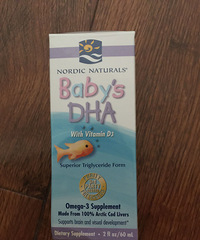 NORDIC NATURALS
Baby's
DHA
With Vitamin D3
Superior Triglyceride Form
Omega-3 Supplement
Made From 100% Arctic Cod Livers
Supports brain and visual development
Dietary Supplement • 2 fl oz/60 mL